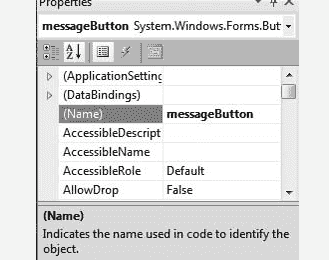 Properties
messageButton System.Windows.Forms.But
(ApplicationSetting
(DataBindings)
(Name) messageButton
AccessibleDescript
AccessibleName
AccessibleRole Default
AllowDrop False
(Name)
Indicates the name used in code to identify the
object.